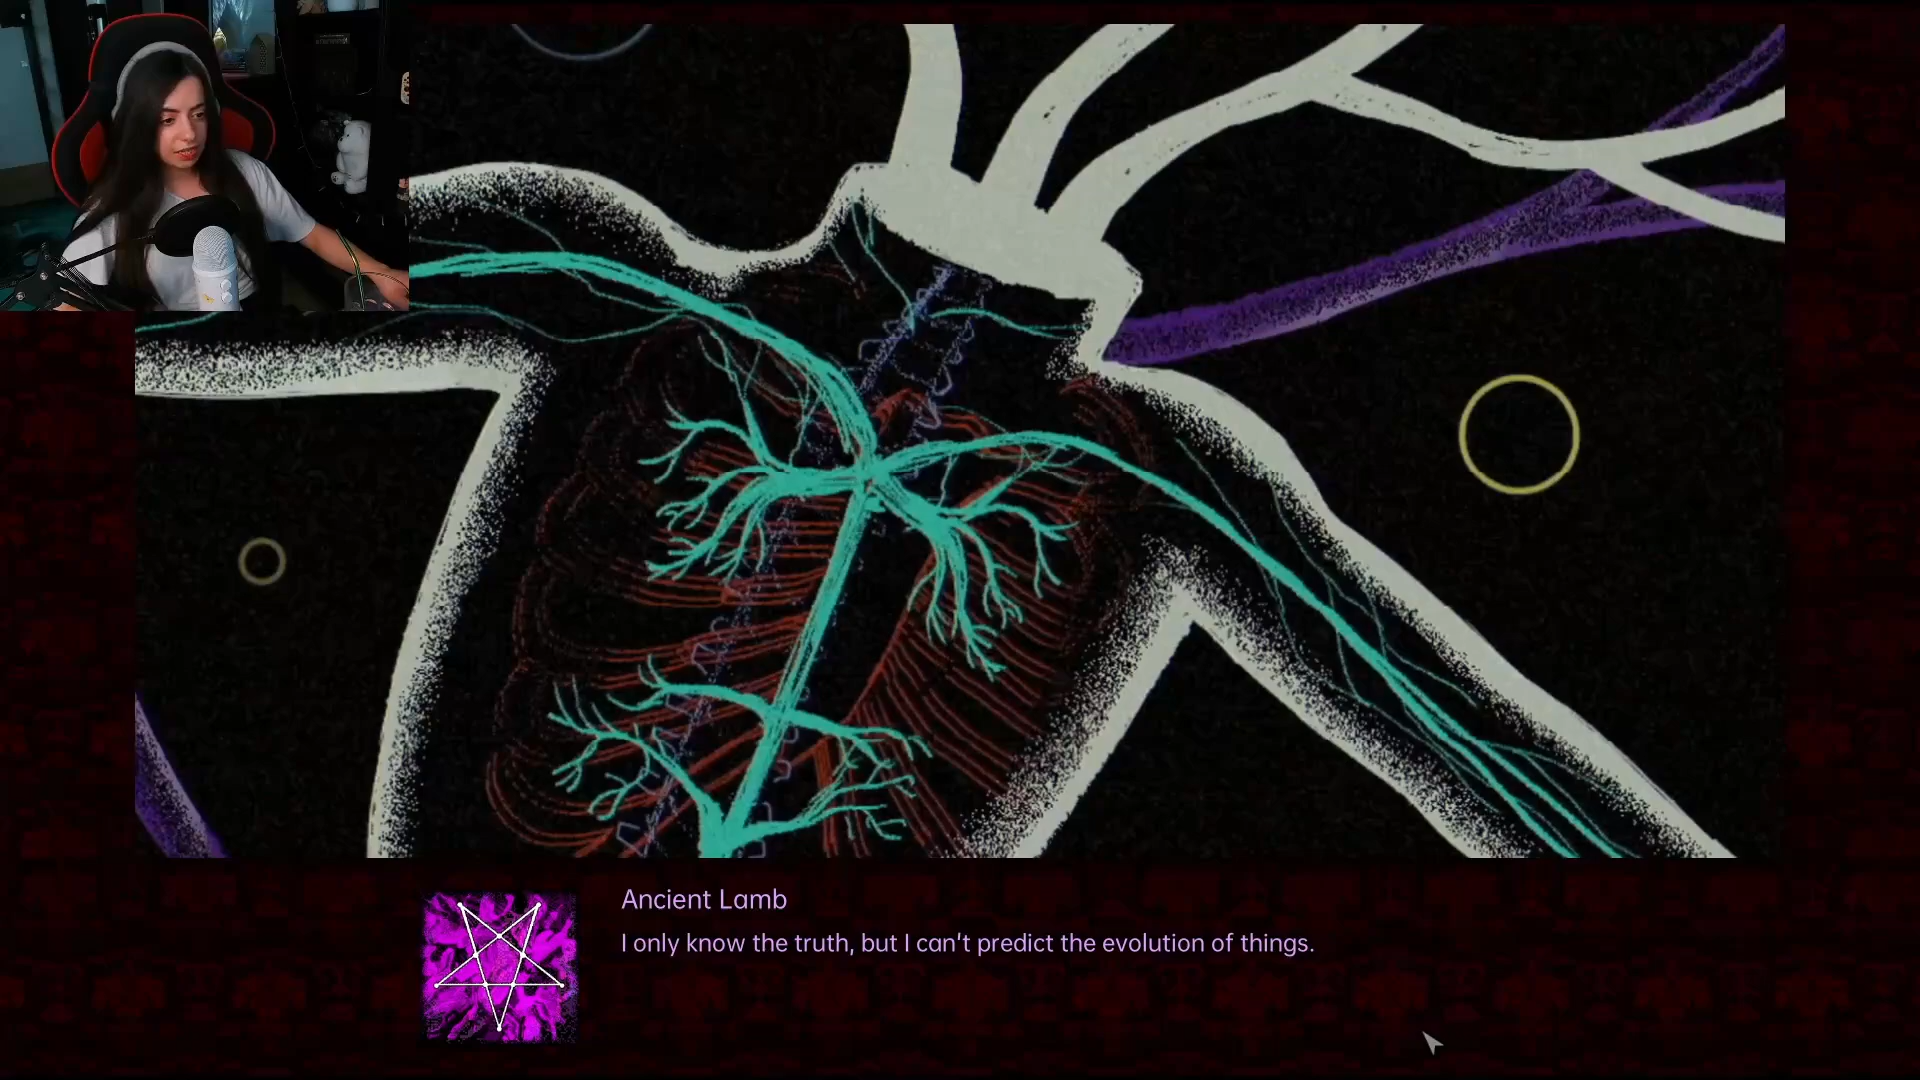 Ancient Lamb
I only know the truth, but I can't predict the evolution of things.